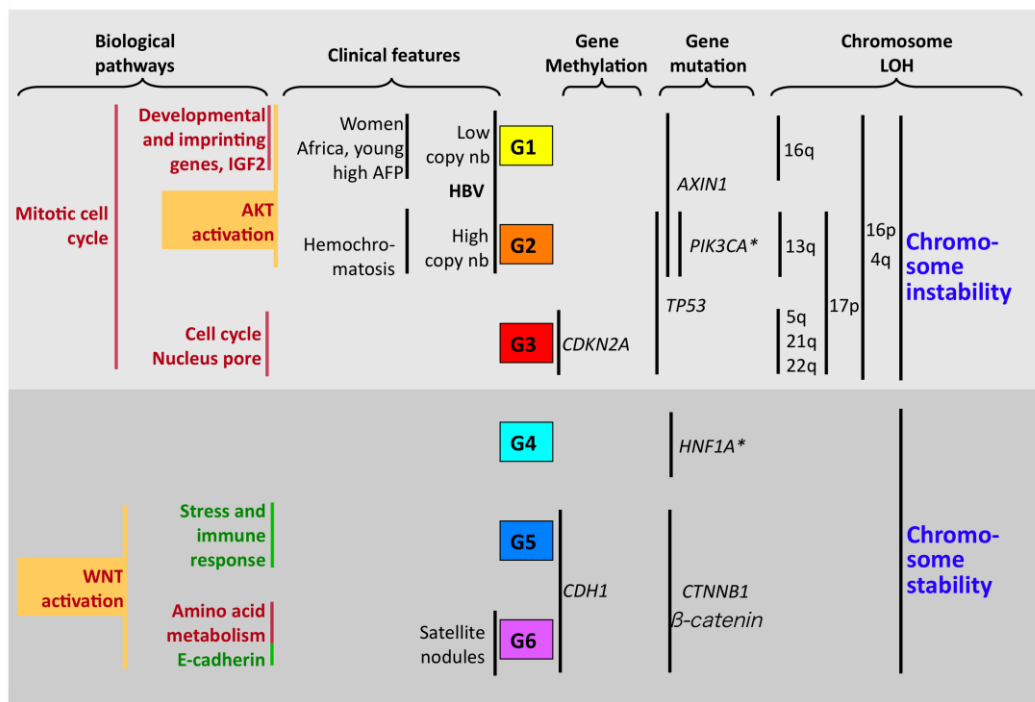 Biological
pathways
Clinical features
Gene
Methylation
Gene
mutation
Chromosome
LOH
Developmental
and imprinting
genes, IGF2
AKT
activation
Mitotic cell
cycle
Cell cycle
Nucleus pore
Women
Africa, young
high AFP
Low
copy nb
HBV
Hemochro-
matosis
High
copy nb
G1
G2
G3
CDKN2A
AXIN1
PIK3CA*
TP53
16q
13q
5q
21q
22q
17p
16p
4q
Chromo-
some
instability
G4
HNF1A*
Stress and
immune
response
WNT
activation
Amino acid
metabolism
E-cadherin
Satellite
nodules
G5
G6
CDH1
CTNNB1
ß-catenin
Chromo-
some
stability